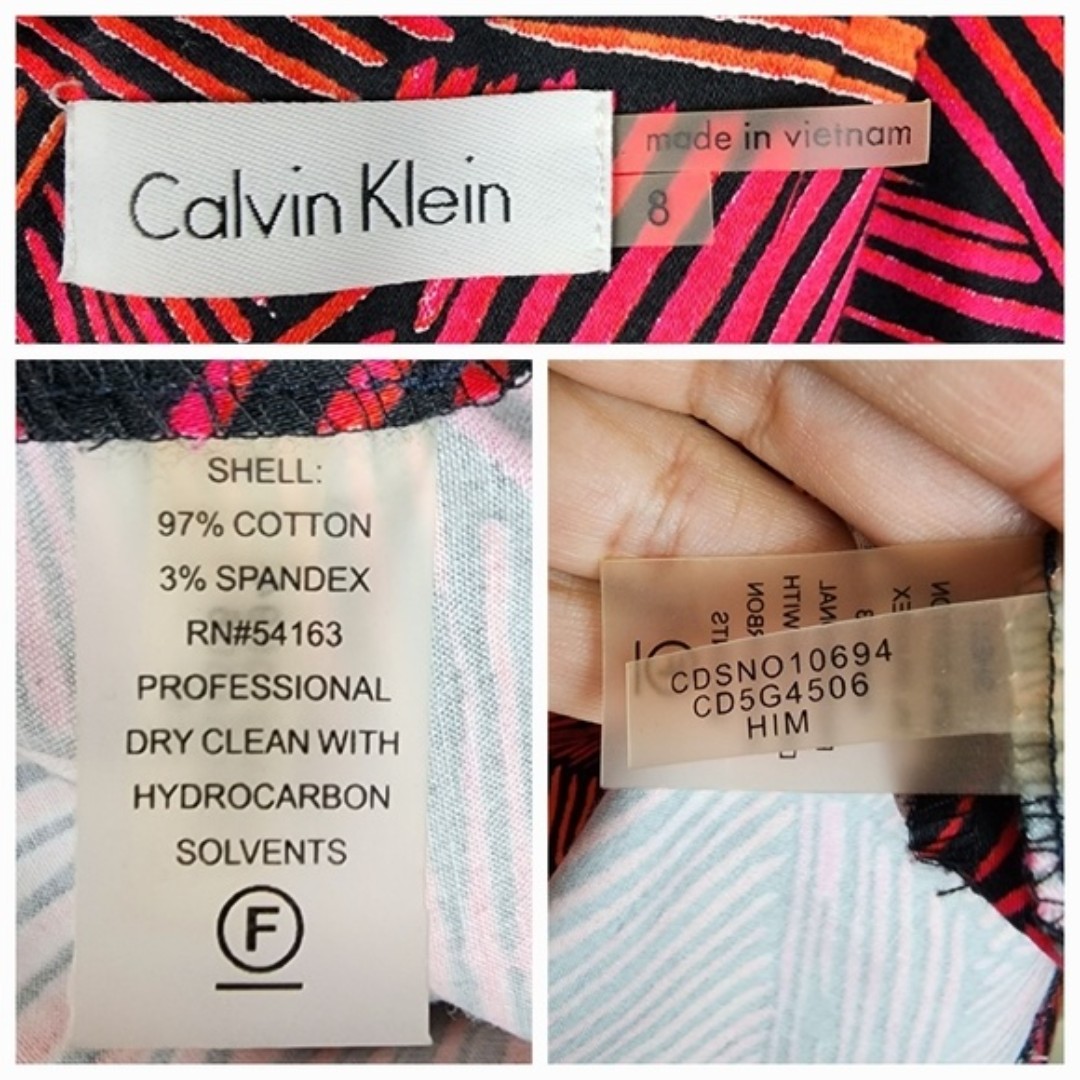 Calvin Klein
made in vietnam
8
SHELL:
97% COTTON
3% SPANDEX
RN#54163
PROFESSIONAL
DRY CLEAN WITH
HYDROCARBON
SOLVENTS
F
CDSNO10694
CD5G4506
HIM